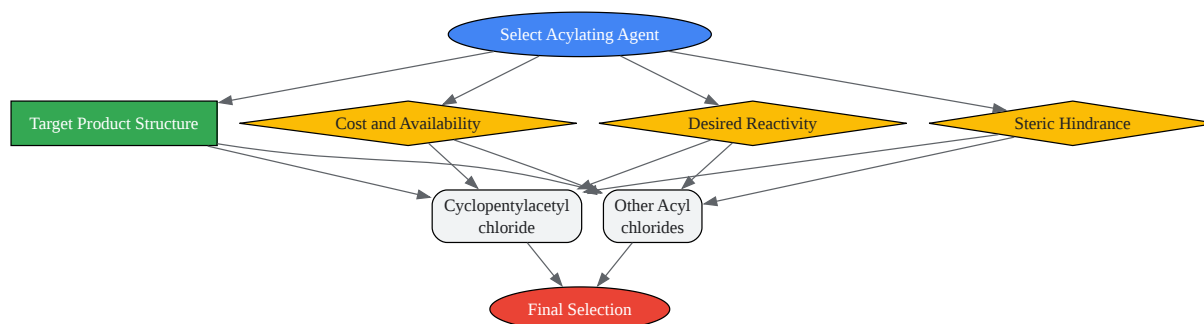 Select Acylating Agent
Target Product Structure
Cost and Availability
Desired Reactivity
Steric Hindrance
Cyclopentylacetyl
chloride
Other Acyl
chlorides
Final Selection